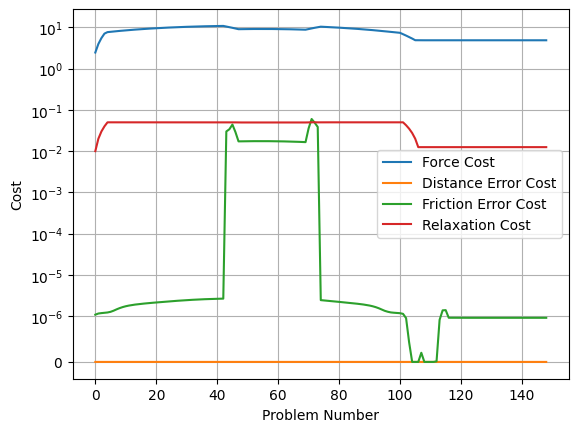 10¹
10⁰
10⁻¹
10⁻²
10⁻³
10⁻⁴
10⁻⁵
10⁻⁶
0
Cost
Force Cost
Distance Error Cost
Friction Error Cost
Relaxation Cost
0 20 40 60 80 100 120 140
Problem Number